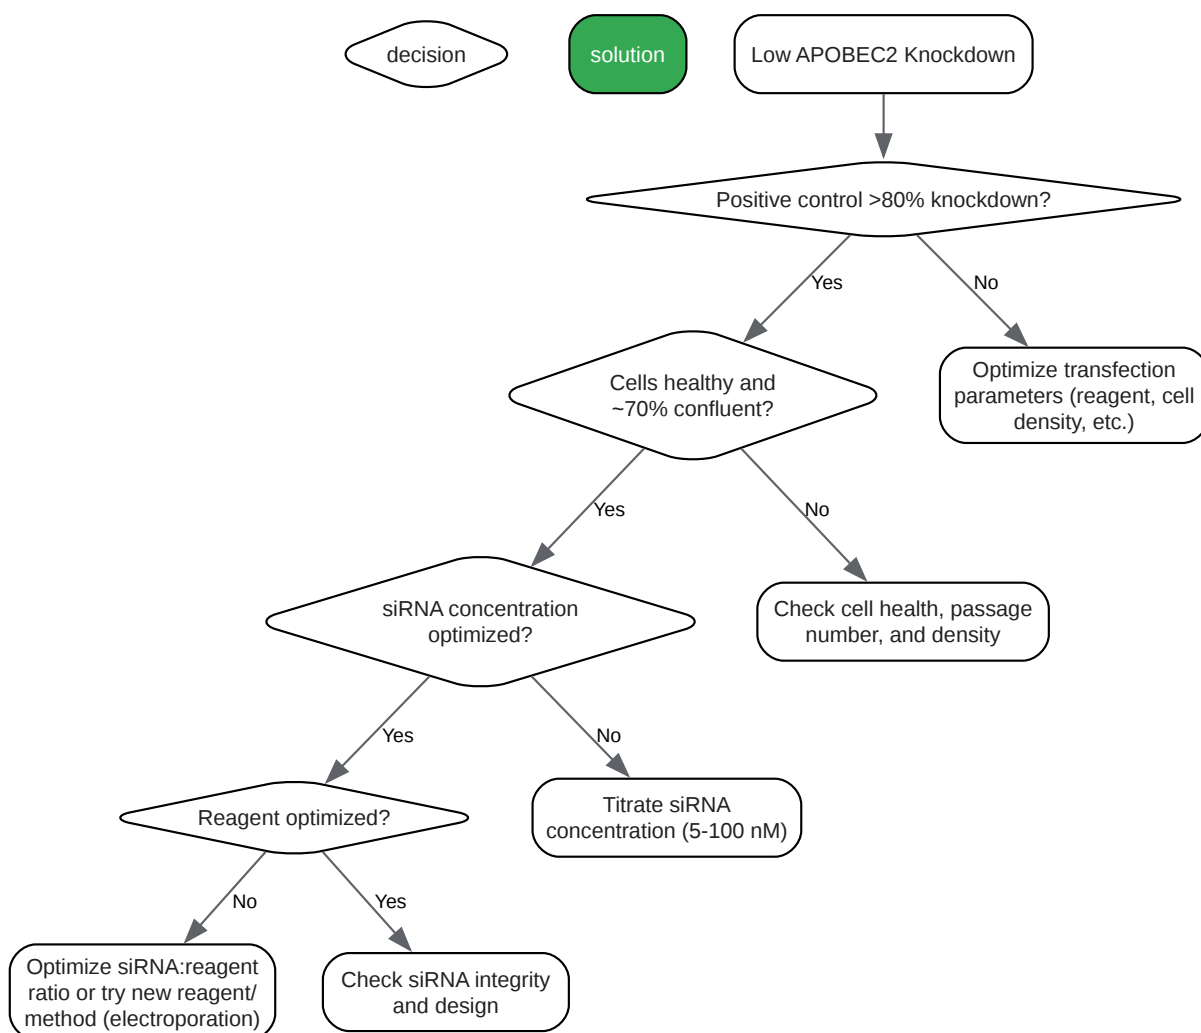 decision
solution
Low APOBEC2 Knockdown
Positive control >80% knockdown?
Yes
No
Cells healthy and
~70% confluent?
Optimize transfection
parameters (reagent, cell
density, etc.)
Yes
No
siRNA concentration
optimized?
Check cell health, passage
number, and density
Yes
No
Reagent optimized?
Titrate siRNA
concentration (5-100 nM)
No
Yes
Optimize siRNA:reagent
ratio or try new reagent/
method (electroporation)
Check siRNA integrity
and design